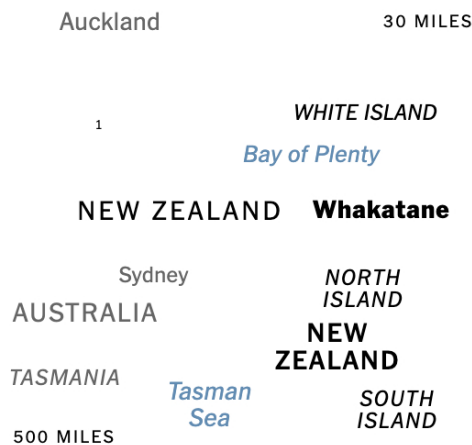 Auckland
30 MILES
WHITE ISLAND
1
Bay of Plenty
NEW ZEALAND
Whakatane
Sydney
NORTH
ISLAND
AUSTRALIA
NEW
ZEALAND
TASMANIA
Tasman
Sea
SOUTH
ISLAND
500 MILES